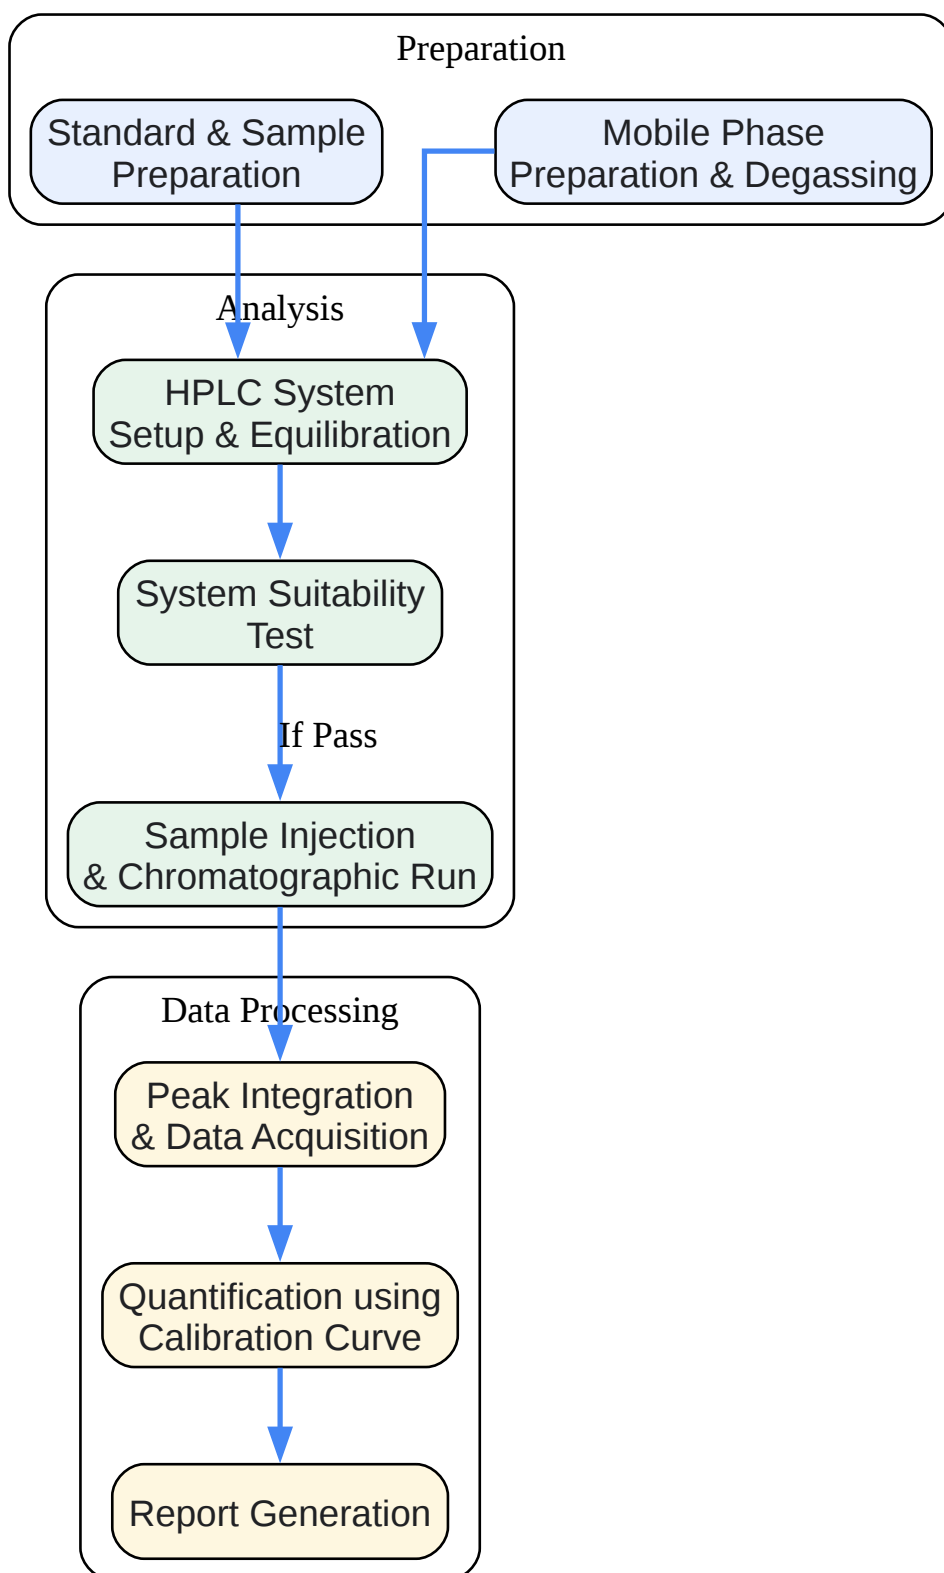 Preparation
Standard & Sample
Preparation
Mobile Phase
Preparation & Degassing
Analysis
HPLC System
Setup & Equilibration
System Suitability
Test
If Pass
Sample Injection
& Chromatographic Run
Data Processing
Peak Integration
& Data Acquisition
Quantification using
Calibration Curve
Report Generation